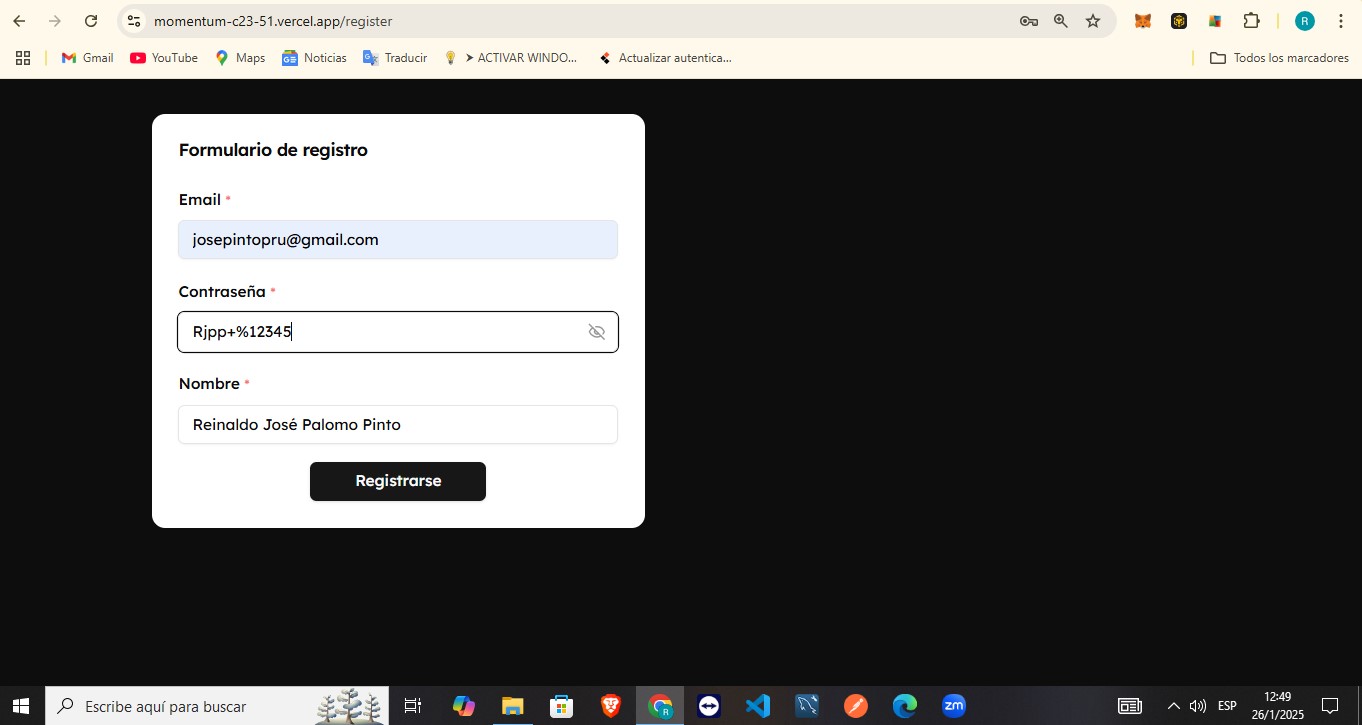 momentum-c23-51.vercel.app/register
R
Gmail
YouTube
Maps
Noticias
Traducir
➤ ACTIVAR WINDO...
Actualizar autentica...
Todos los marcadores
Formulario de registro
Email *
josepintopru@gmail.com
Contraseña *
Rjpp+%12345
Nombre *
Reinaldo José Palomo Pinto
Registrarse
Escribe aquí para buscar
R
zm
ESP
12:49
26/1/2025